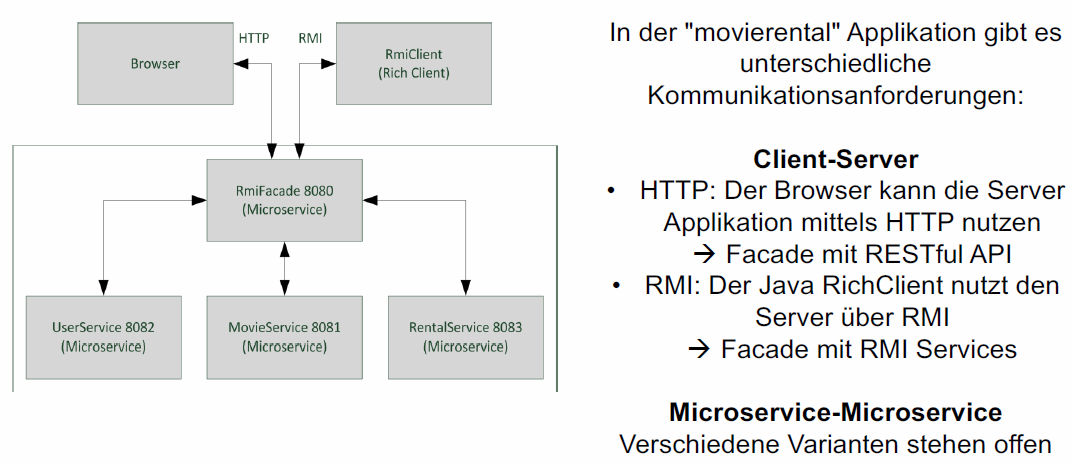 HTTP
RMI
Browser
RmiClient
(Rich Client)
RmiFacade 8080
(Microservice)
UserService 8082
(Microservice)
MovieService 8081
(Microservice)
RentalService 8083
(Microservice)
In der "movierental" Applikation gibt es
unterschiedliche
Kommunikationsanforderungen:
Client-Server
• HTTP: Der Browser kann die Server
Applikation mittels HTTP nutzen
→ Facade mit RESTful API
• RMI: Der Java RichClient nutzt den
Server über RMI
→ Facade mit RMI Services
Microservice-Microservice
Verschiedene Varianten stehen offen